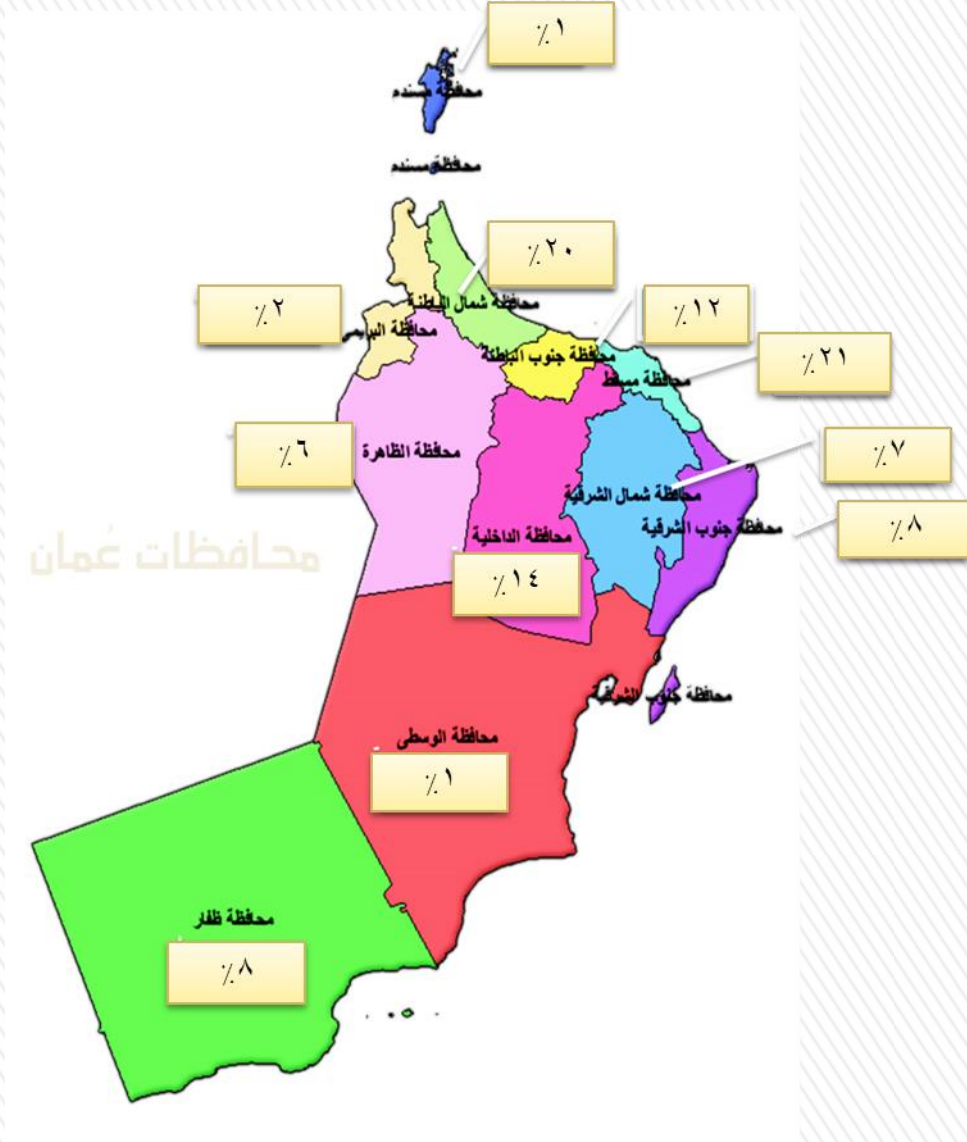 ٪١
محافظة مسندم
محافظة مسندم
٪٢٠
محافظة شمال الباطنة
٪٢
محافظة البريمي
٪١٢
محافظة جنوب الباطنة
٪٢١
محافظة مسقط
٪٦
محافظة الظاهرة
٪٧
محافظة شمال الشرقية
محافظة جنوب الشرقية
٪٨
محافظة الداخلية
٪١٤
محافظات عُمان
محافظة جنوب الشرقية
محافظة الوسطى
٪١
محافظة ظفار
٪٨